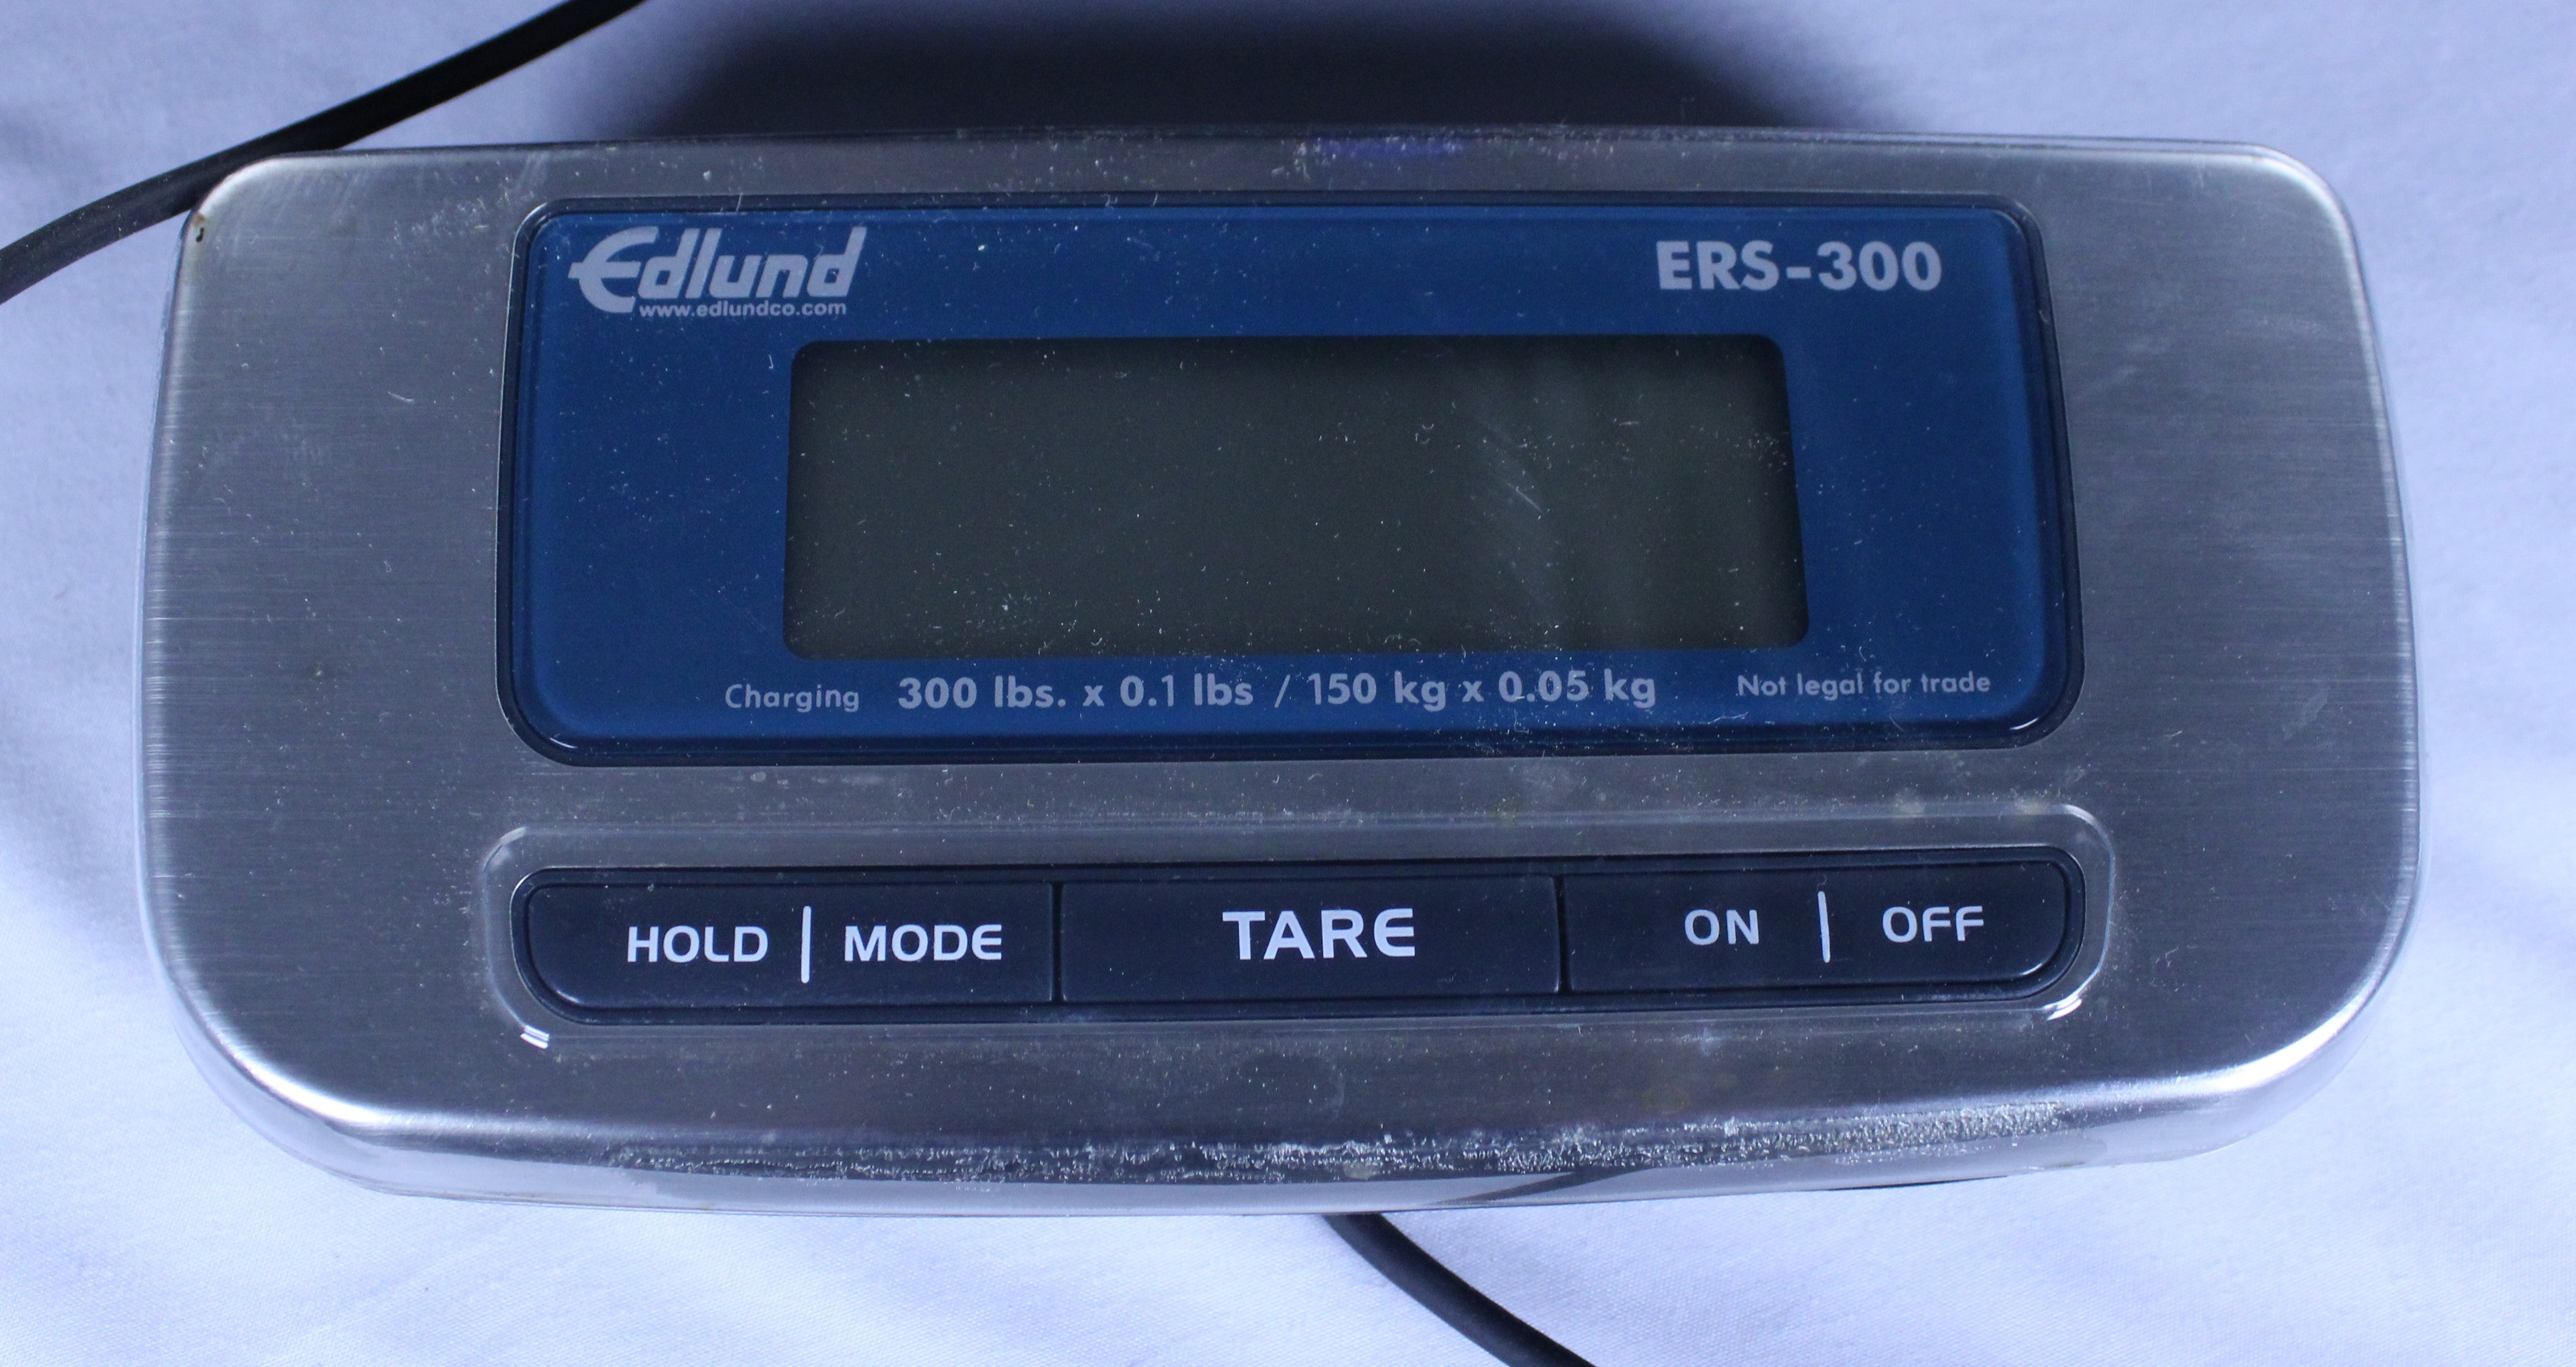 Edlund
www.edlundco.com
ERS-300
Charging 300 lbs. x 0.1 lbs / 150 kg x 0.05 kg Not legal for trade
HOLD | MODE TARE ON | OFF